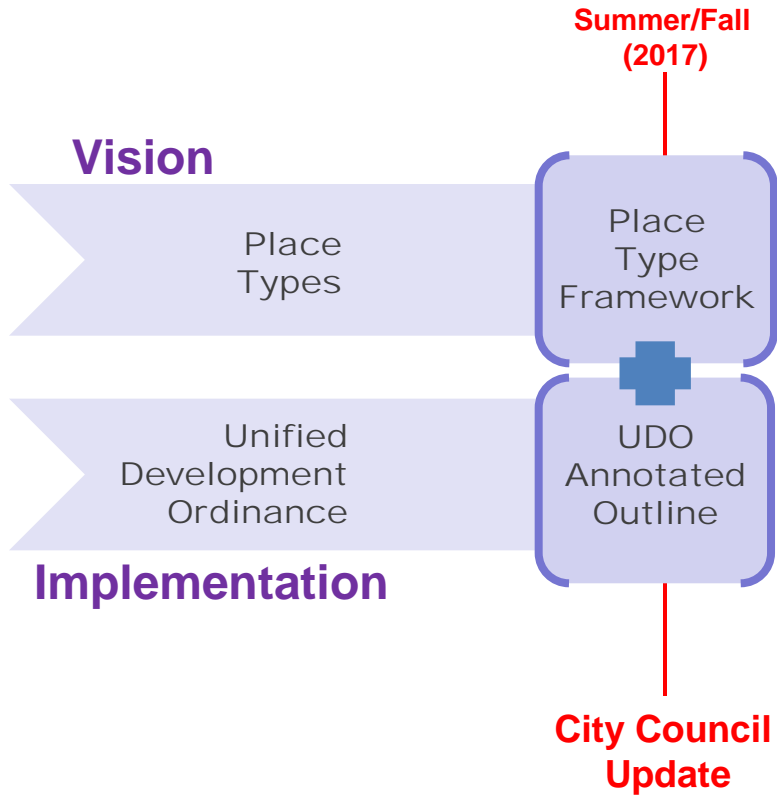 Summer/Fall
(2017)
Vision
Place
Types
Place
Type
Framework
Unified
Development
Ordinance
UDO
Annotated
Outline
Implementation
City Council
Update